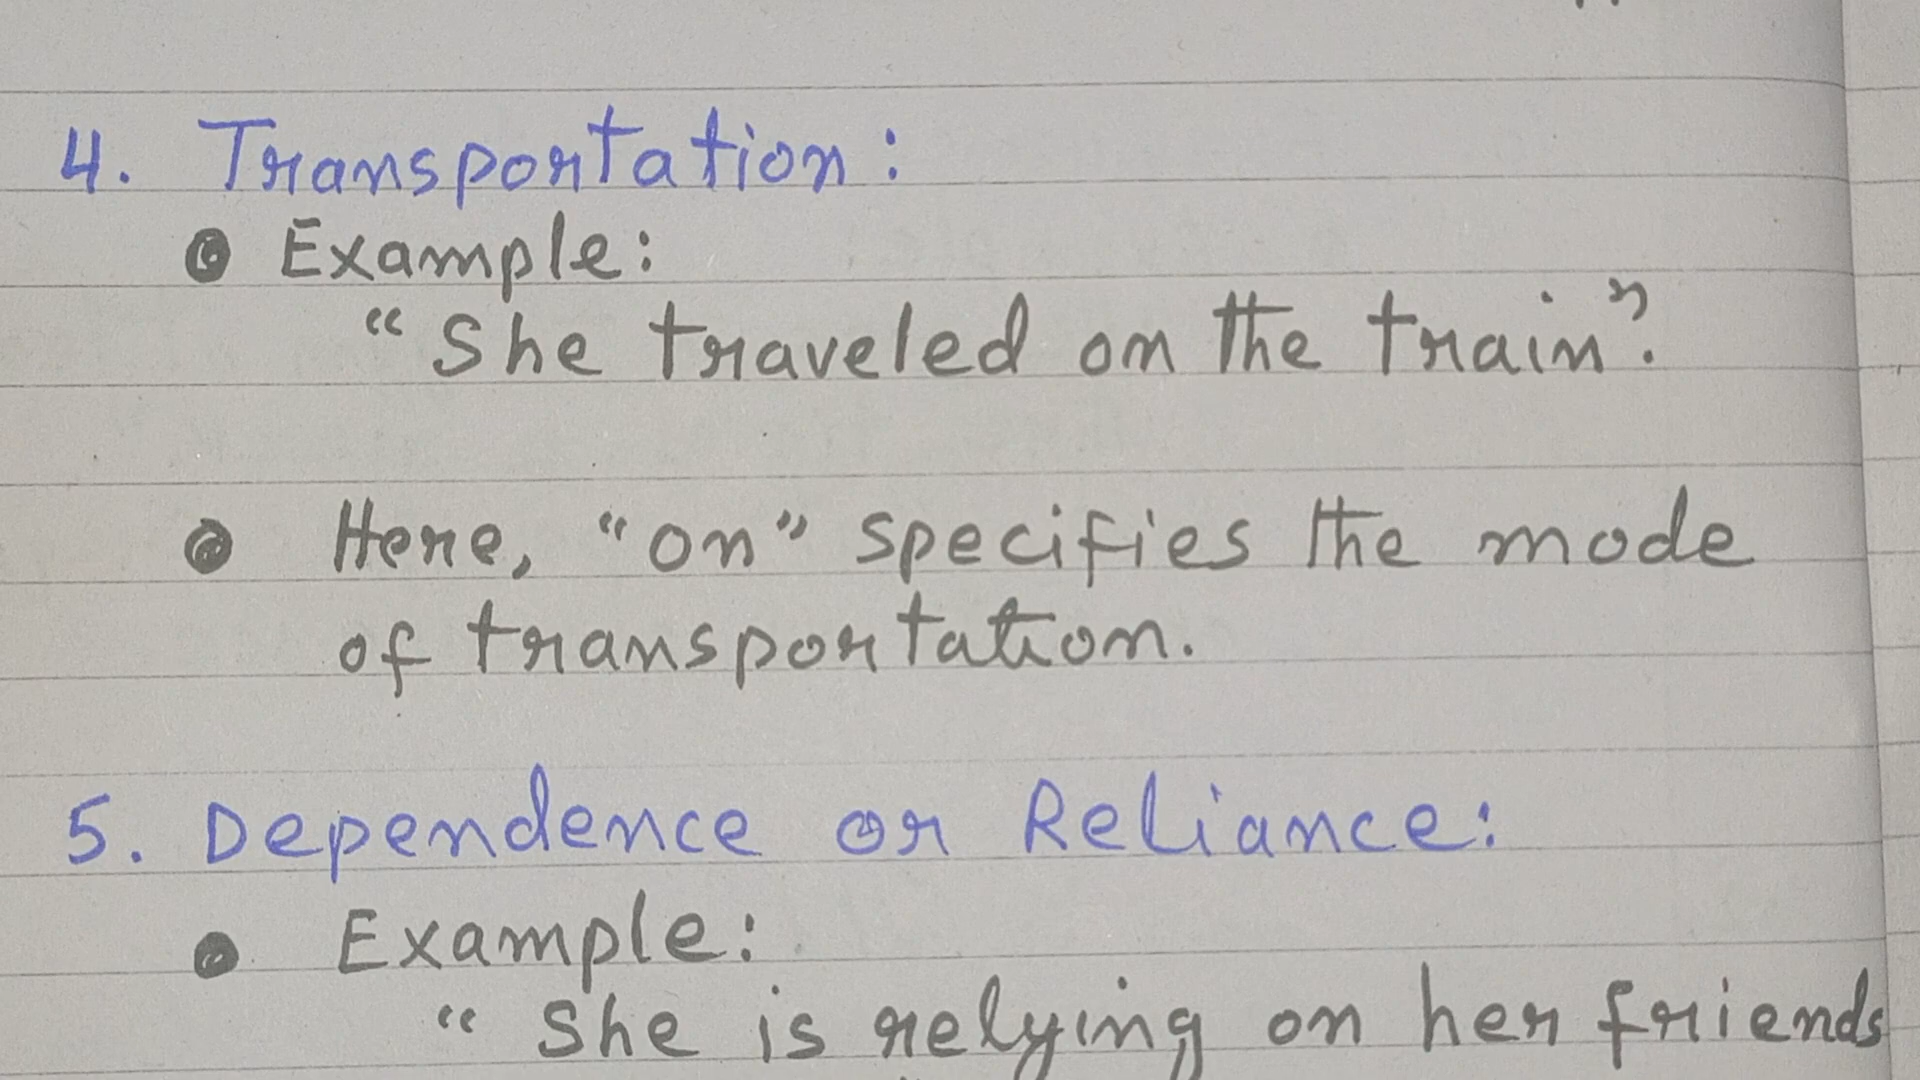 4. Transportation:
• Example:
“She traveled on the train”.
• Here, “on” specifies the mode
of transportation.
5. Dependence or Reliance:
• Example:
“She is relying on her friends